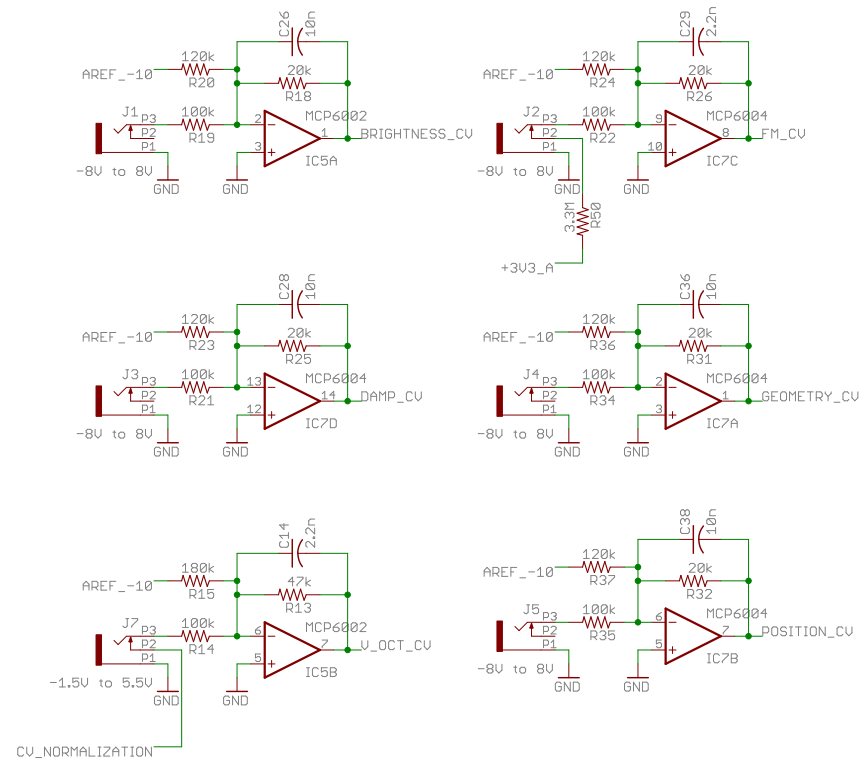 C26
10n
120k
AREF_-10
R20
20k
R18
J1
P3
P2
P1
100k
R19
MCP6002
2
3
1
BRIGHTNESS_CV
IC5A
-8V to 8V
GND
GND
C29
2.2n
120k
AREF_-10
R24
20k
R26
J2
P3
P2
P1
100k
R22
MCP6004
9
10
8
FM_CV
IC7C
-8V to 8V
GND
GND
3.3M
R50
+3V3_A
C28
10n
120k
AREF_-10
R23
20k
R25
J3
P3
P2
P1
100k
R21
MCP6004
13
12
14
DAMP_CV
IC7D
-8V to 8V
GND
GND
C36
10n
120k
AREF_-10
R36
20k
R31
J4
P3
P2
P1
100k
R34
MCP6004
2
3
1
GEOMETRY_CV
IC7A
-8V to 8V
GND
GND
C14
2.2n
180k
AREF_-10
R15
47k
R13
J7
P3
P2
P1
100k
R14
MCP6002
6
5
7
V_OCT_CV
IC5B
-1.5V to 5.5V
GND
GND
CV_NORMALIZATION
C38
10n
120k
AREF_-10
R37
20k
R32
J5
P3
P2
P1
100k
R35
MCP6004
6
5
7
POSITION_CV
IC7B
-8V to 8V
GND
GND